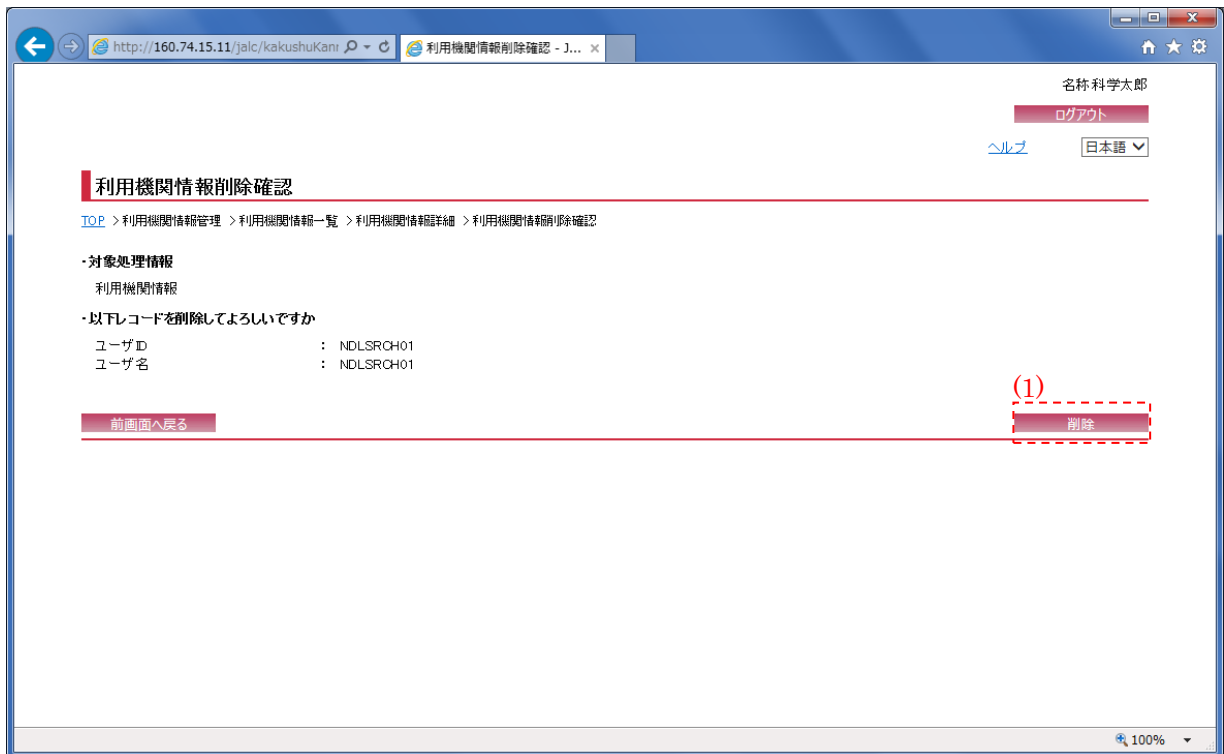 http://160.74.15.11/jalc/kakushuKanı
利用機関情報削除確認 - J...
名称 科学太郎
ログアウト
ヘルプ 日本語
利用機関情報削除確認
TOP >利用機関情報管理 >利用機関情報一覧 >利用機関情報詳細 >利用機関情報削除確認
・対象処理情報
利用機関情報
・以下レコードを削除してよろしいですか
ユーザID : NDLSRCH01
ユーザ名 : NDLSRCH01
(1)
前画面へ戻る 削除
100%